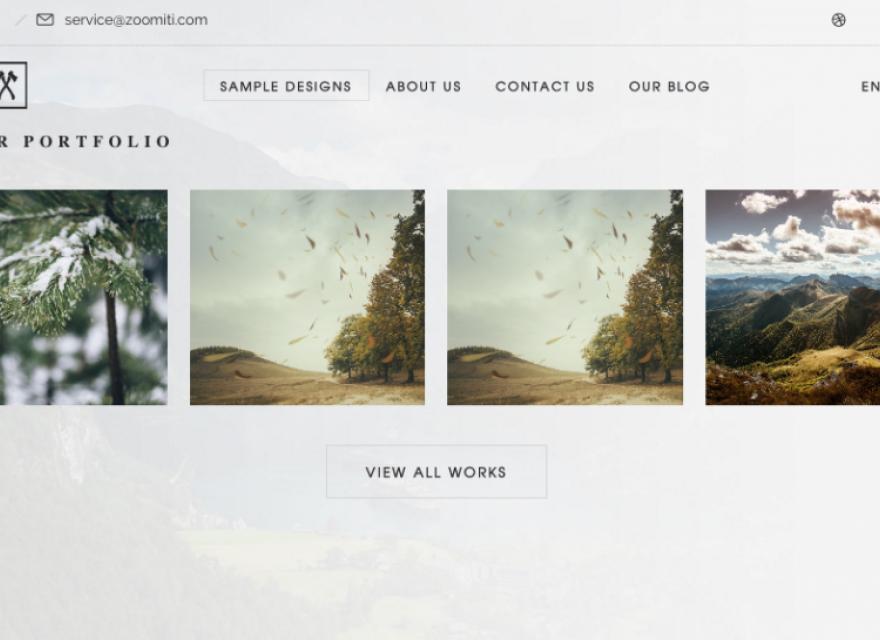 service@zoomiti.com
SAMPLE DESIGNS ABOUT US CONTACT US OUR BLOG EN
R PORTFOLIO
VIEW ALL WORKS